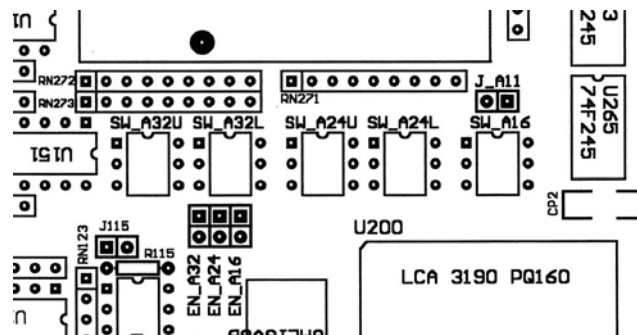 3
245
RN272
RN273
RN271
J_A11
SW_A32U
SW_A32L
SW_A24U
SW_A24L
SW_A16
U265
74F245
U151
CP2
U200
J115
RN123
R115
EN_A32
EN_A24
EN_A16
LCA 3190 PQ160